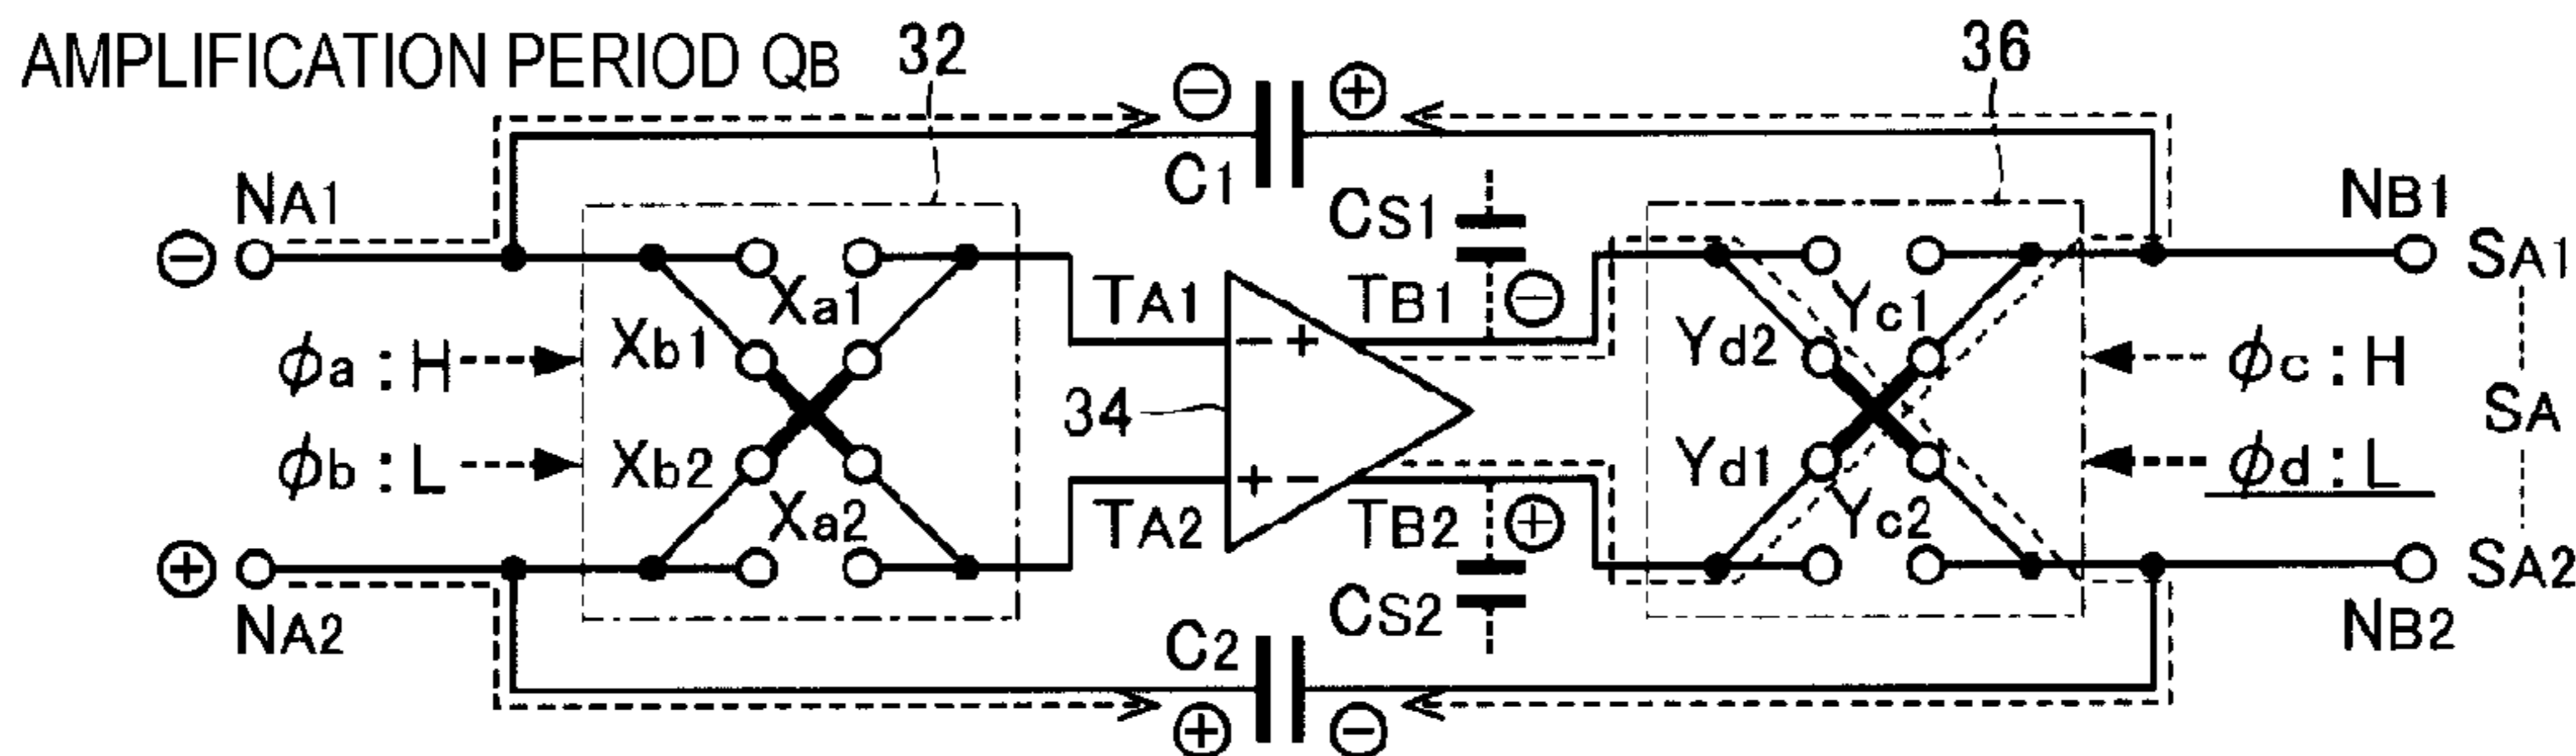 AMPLIFICATION PERIOD QB
32
36
− +
C1
NA1
CS1
NB1
−
SA1
Xa1
TA1
TB1
−
Yc1
Xb1
− +
Yd2
ϕa : H
ϕc : H
34
SA
ϕb : L
Xb2
Yd1
ϕd : L
+ −
Xa2
TA2
TB2
+
Yc2
+
SA2
NA2
CS2
NB2
C2
+ −